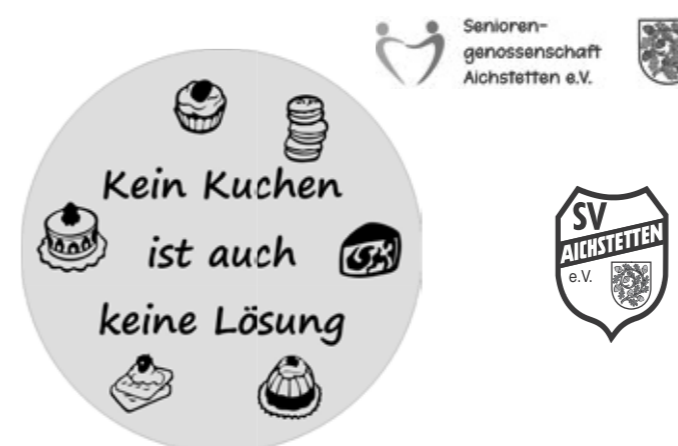 Senioren-
genossenschaft
Aichstetten e.V.
Kein Kuchen
ist auch
keine Lösung
SV
AICHSTETTEN
e.V.